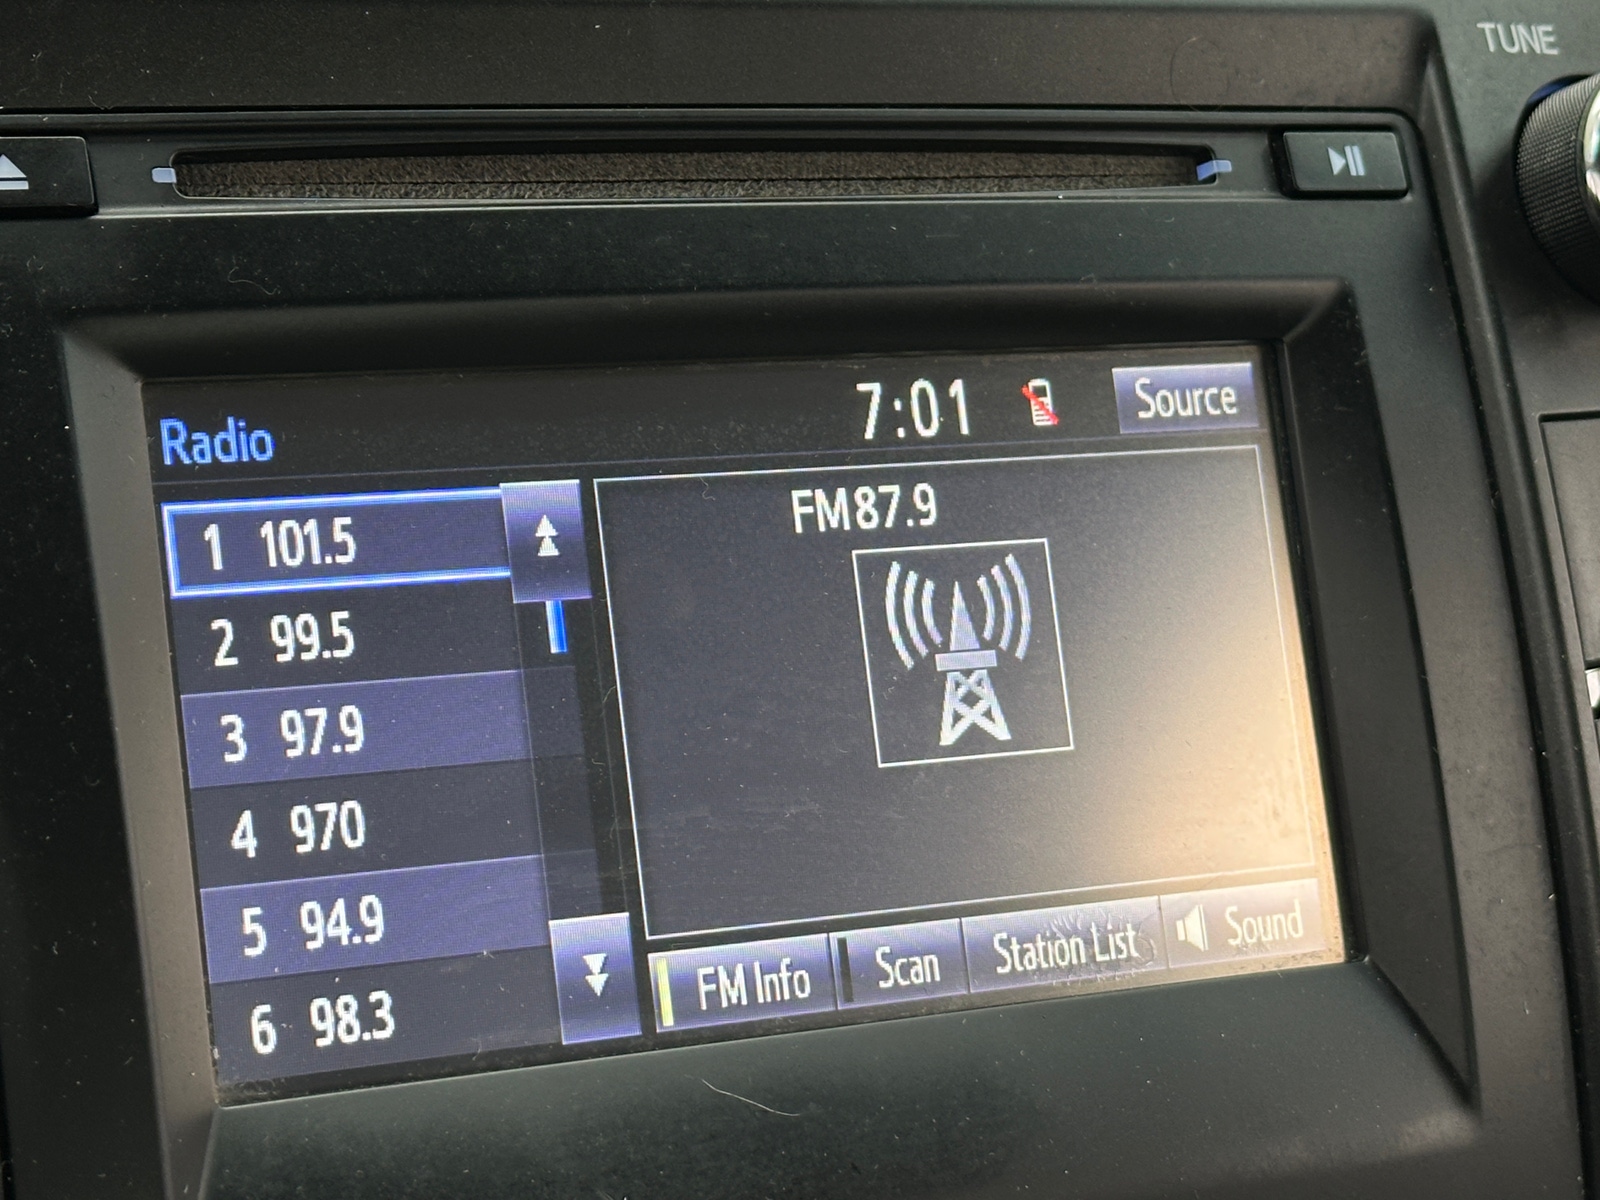 TUNE
Radio
7:01
Source
1 101.5
2 99.5
3 97.9
4 970
5 94.9
6 98.3
FM87.9
FM Info
Scan
Station List
Sound